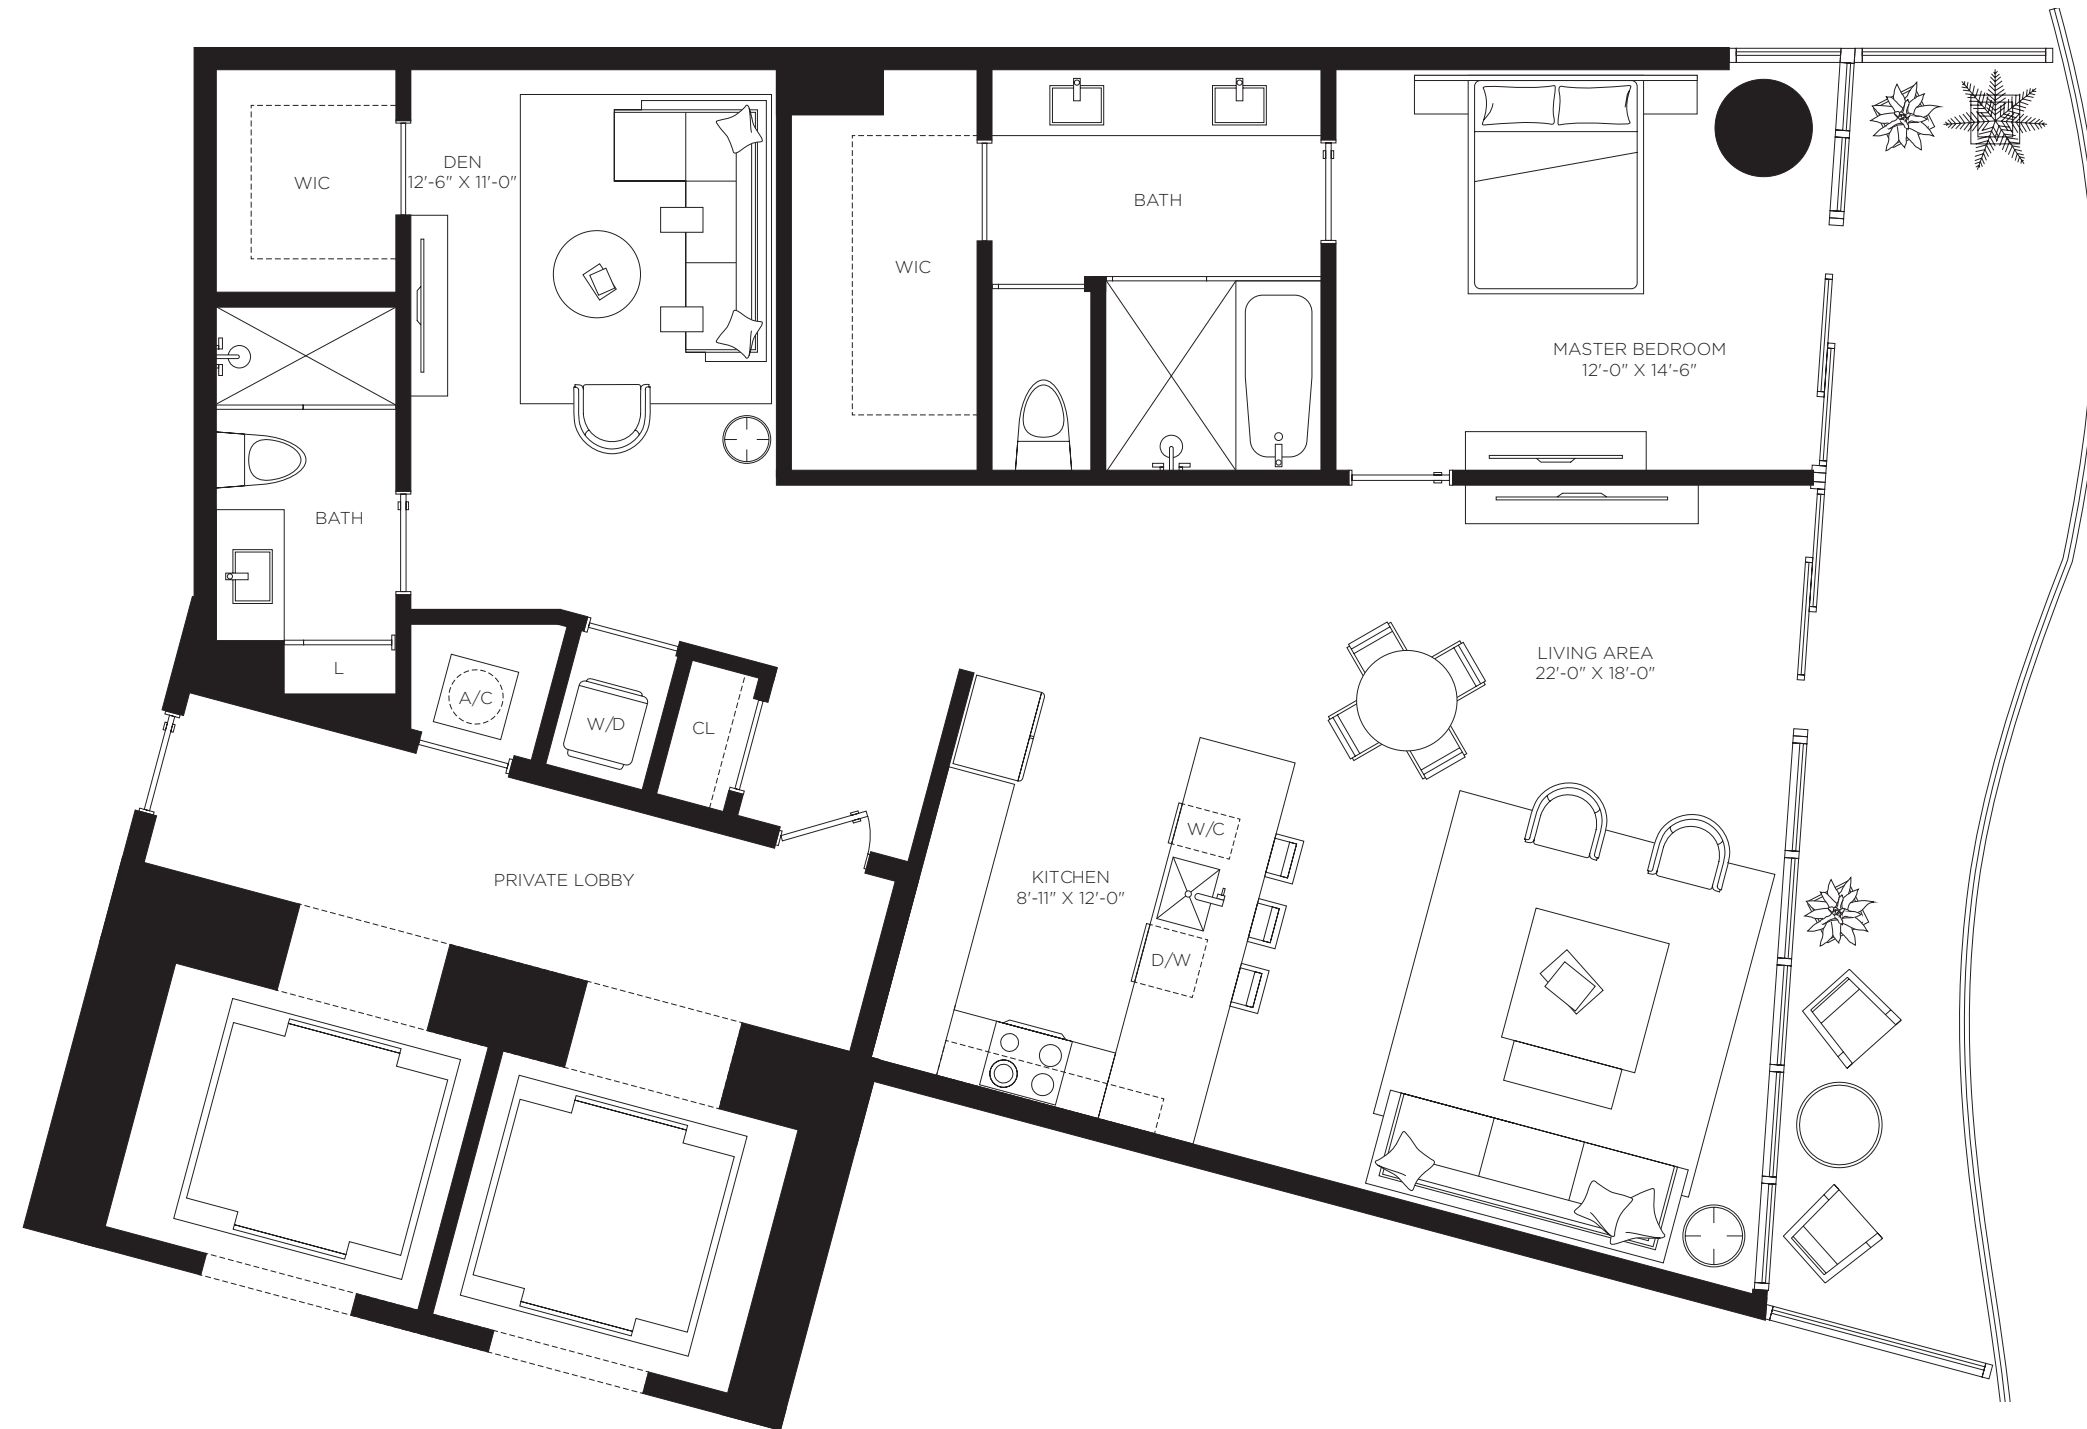 DEN
12'-6" X 11'-0"
WIC
BATH
WIC
MASTER BEDROOM
12'-0" X 14'-6"
BATH
L
A/C
W/D
CL
LIVING AREA
22'-0" X 18'-0"
PRIVATE LOBBY
KITCHEN
8'-11" X 12'-0"
W/C
D/W